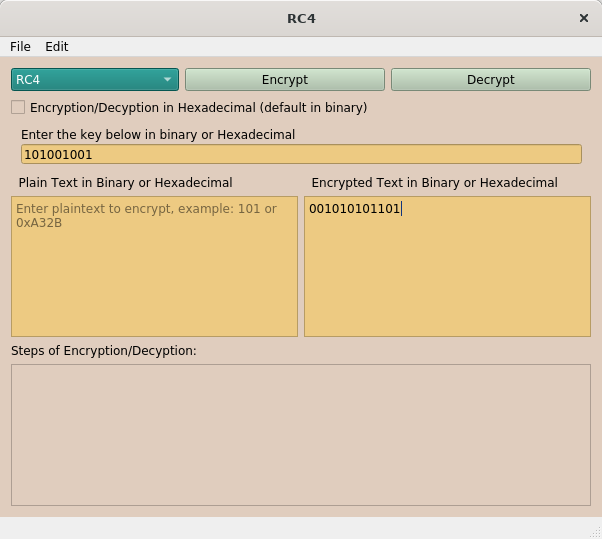 RC4
File Edit
RC4 Encrypt Decrypt
Encryption/Decyption in Hexadecimal (default in binary)
Enter the key below in binary or Hexadecimal
101001001
Plain Text in Binary or Hexadecimal
Encrypted Text in Binary or Hexadecimal
Enter plaintext to encrypt, example: 101 or
0xA32B
001010101101
Steps of Encryption/Decyption: